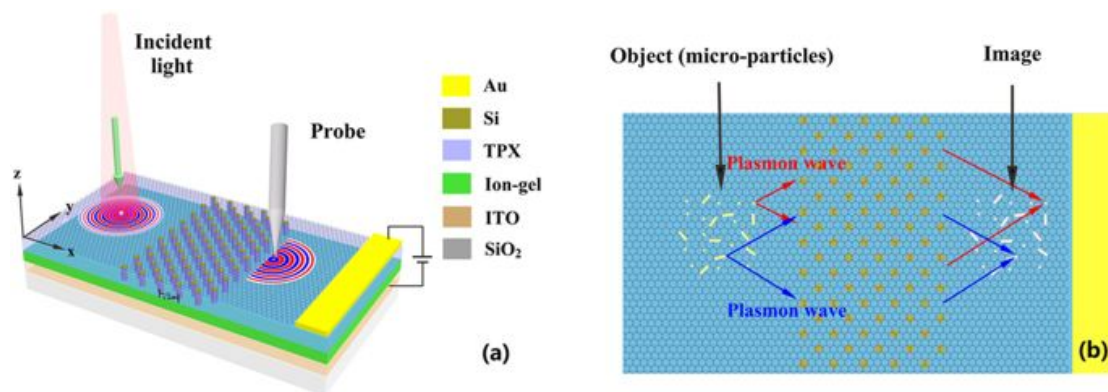 Incident
light
Probe
z
y
x
Au
Si
TPX
Ion-gel
ITO
SiO₂
(a)
Object (micro-particles)
Image
Plasmon wave
Plasmon wave
(b)